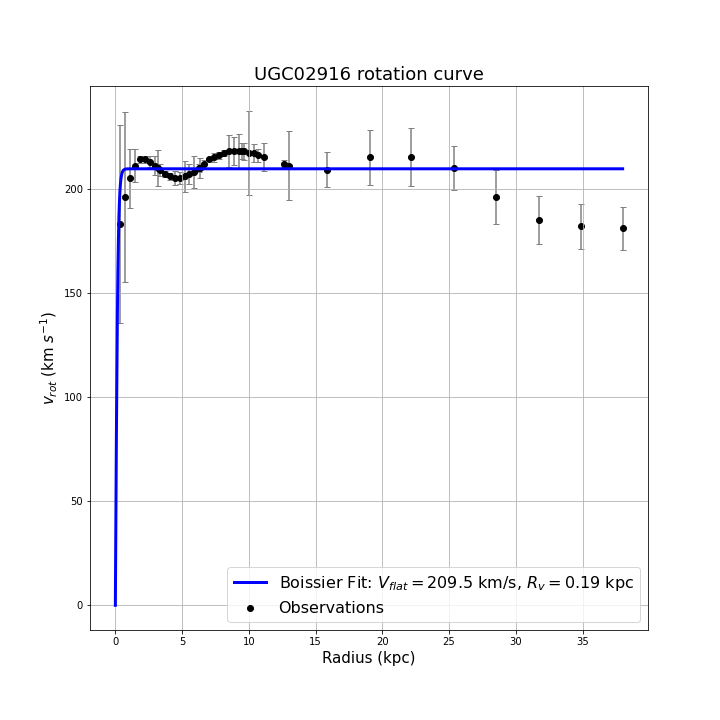 UGC02916 rotation curve
200
150
100
50
0
v_rot (km s⁻¹)
0 5 10 15 20 25 30 35
Radius (kpc)
Boissier Fit: V_flat = 209.5 km/s, R_v = 0.19 kpc
Observations